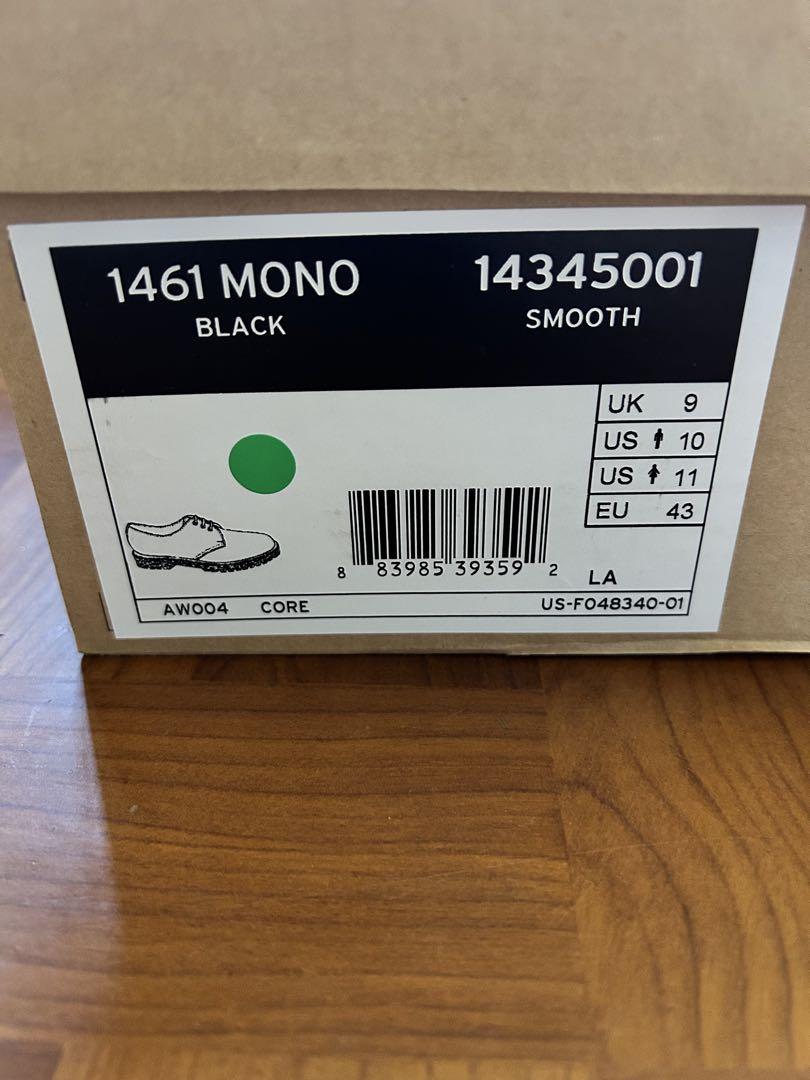 1461 MONO 14345001
BLACK SMOOTH
UK 9
US 10
US 11
EU 43
8 83985 39359 2
LA
AW004 CORE US-F048340-01